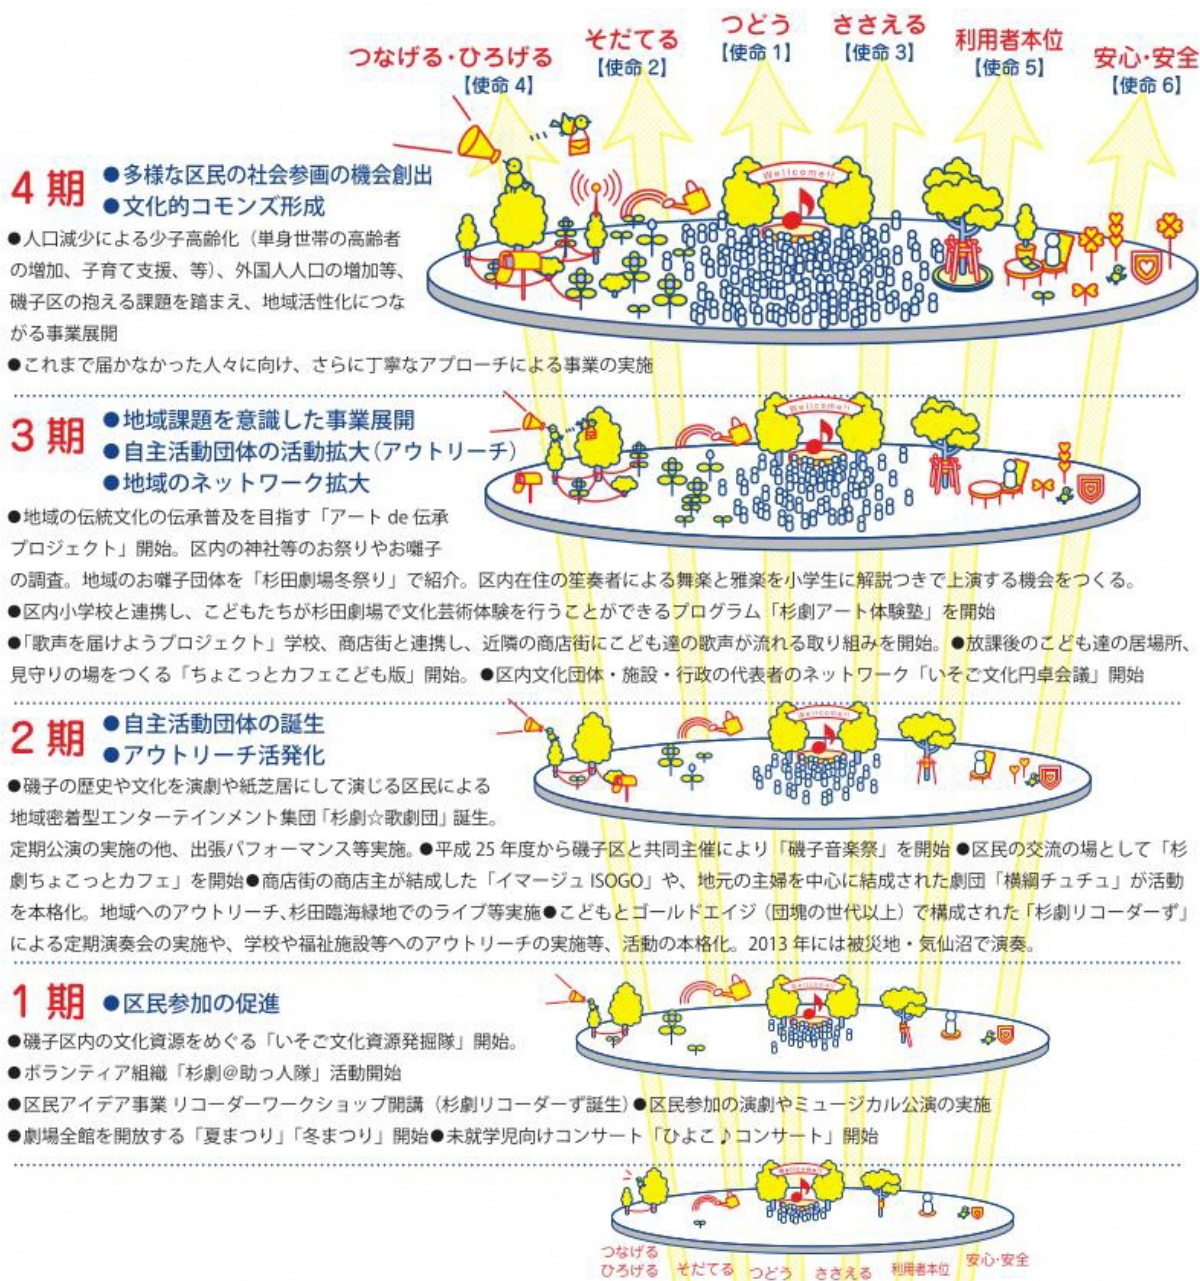 つなげる・ひろげる
【使命 4】
そだてる
【使命 2】
つどう
【使命 1】
ささえる
【使命 3】
利用者本位
【使命 5】
安心・安全
【使命 6】
Wellcome!!
4 期
●多様な区民の社会参画の機会創出
●文化的コモンズ形成
●人口減少による少子高齢化（単身世帯の高齢者
の増加、子育て支援、等）、外国人人口の増加等、
磯子区の抱える課題を踏まえ、地域活性化につな
がる事業展開
●これまで届かなかった人々に向け、さらに丁寧なアプローチによる事業の実施
Wellcome!!
3 期
●地域課題を意識した事業展開
●自主活動団体の活動拡大（アウトリーチ）
●地域のネットワーク拡大
●地域の伝統文化の伝承普及を目指す「アート de 伝承
プロジェクト」開始。区内の神社等のお祭りやお囃子
の調査。地域のお囃子団体を「杉田劇場冬祭り」で紹介。区内在住の笙奏者による舞楽と雅楽を小学生に解説つきで上演する機会をつくる。
●区内小学校と連携し、こどもたちが杉田劇場で文化芸術体験を行うことができるプログラム「杉劇アート体験塾」を開始
●「歌声を届けようプロジェクト」学校、商店街と連携し、近隣の商店街にこども達の歌声が流れる取り組みを開始。●放課後のこども達の居場所、
見守りの場をつくる「ちょこっとカフェこども版」開始。●区内文化団体・施設・行政の代表者のネットワーク「いそご文化円卓会議」開始
Wellcome!!
2 期
●自主活動団体の誕生
●アウトリーチ活発化
●磯子の歴史や文化を演劇や紙芝居にして演じる区民による
地域密着型エンターテインメント集団「杉劇☆歌劇団」誕生。
定期公演の実施の他、出張パフォーマンス等実施。●平成 25 年度から磯子区と共同主催により「磯子音楽祭」を開始 ●区民の交流の場として「杉
劇ちょこっとカフェ」を開始●商店街の商店主が結成した「イマージュ ISOGO」や、地元の主婦を中心に結成された劇団「横綱チュチュ」が活動
を本格化。地域へのアウトリーチ、杉田臨海緑地でのライブ等実施●こどもとゴールドエイジ（団塊の世代以上）で構成された「杉劇リコーダーず」
による定期演奏会の実施や、学校や福祉施設等へのアウトリーチの実施等、活動の本格化。2013 年には被災地・気仙沼で演奏。
Wellcome!!
1 期
●区民参加の促進
●磯子区内の文化資源をめぐる「いそご文化資源発掘隊」開始。
●ボランティア組織「杉劇＠助っ人隊」活動開始
●区民アイデア事業 リコーダーワークショップ開講（杉劇リコーダーず誕生）●区民参加の演劇やミュージカル公演の実施
●劇場全館を開放する「夏まつり」「冬まつり」開始●未就学児向けコンサート「ひよこ♪コンサート」開始
Wellcome!!
つなげる
ひろげる
そだてる
つどう
ささえる
利用者本位
安心・安全